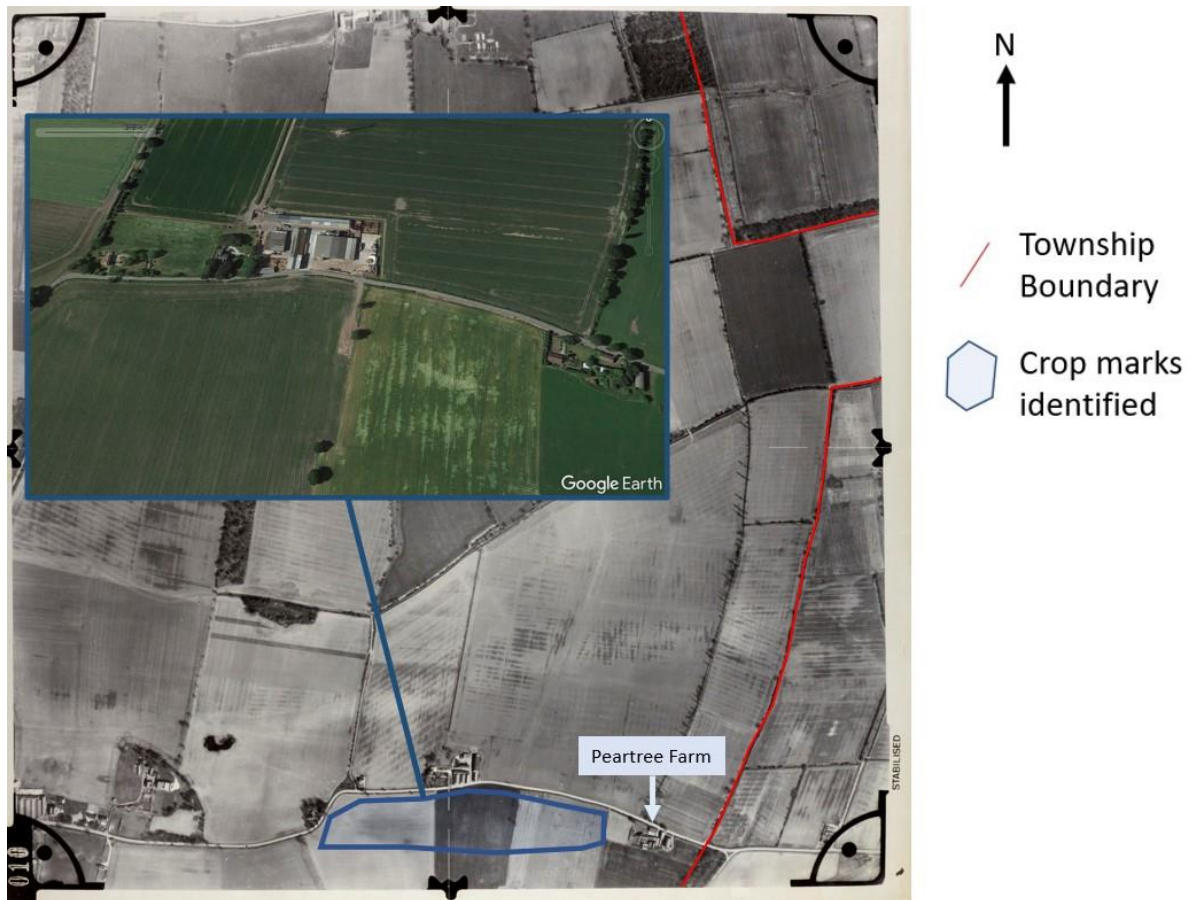 N
Township
Boundary
Crop marks
identified
Google Earth
Peartree Farm
STABILISED
010